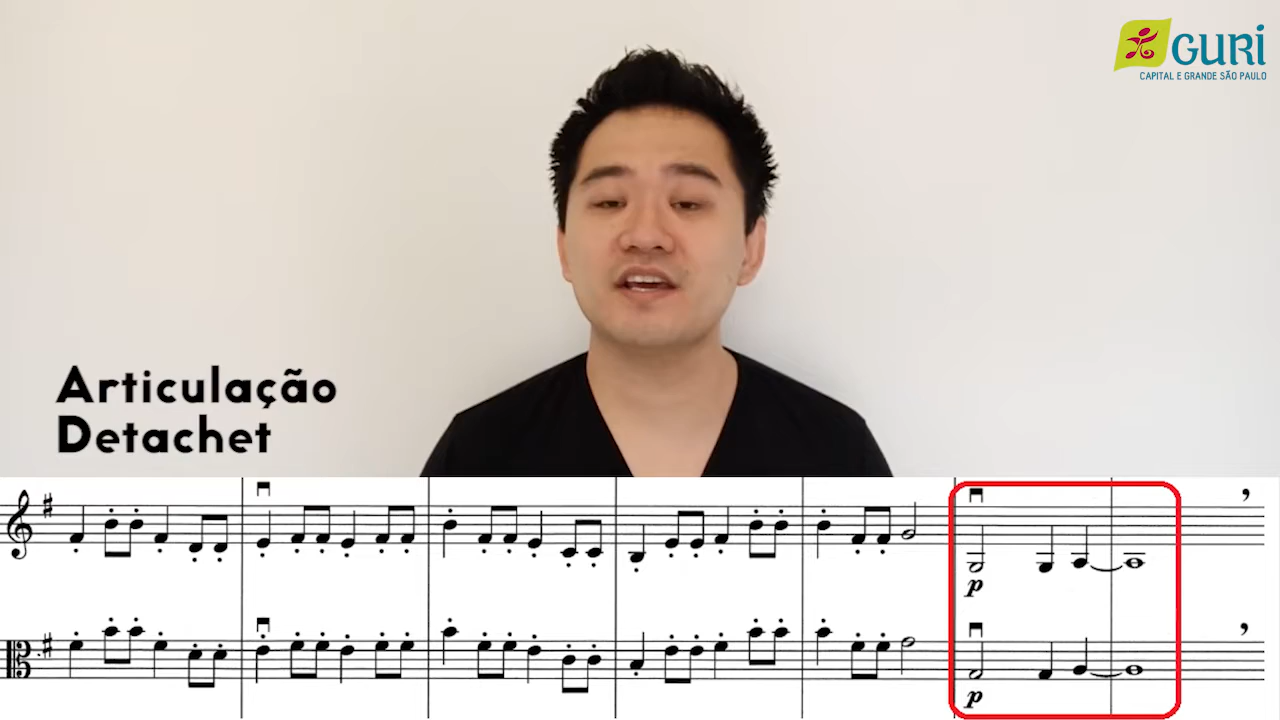 GURI
CAPITAL E GRANDE SÃO PAULO
Articulação
Detachet
p
p